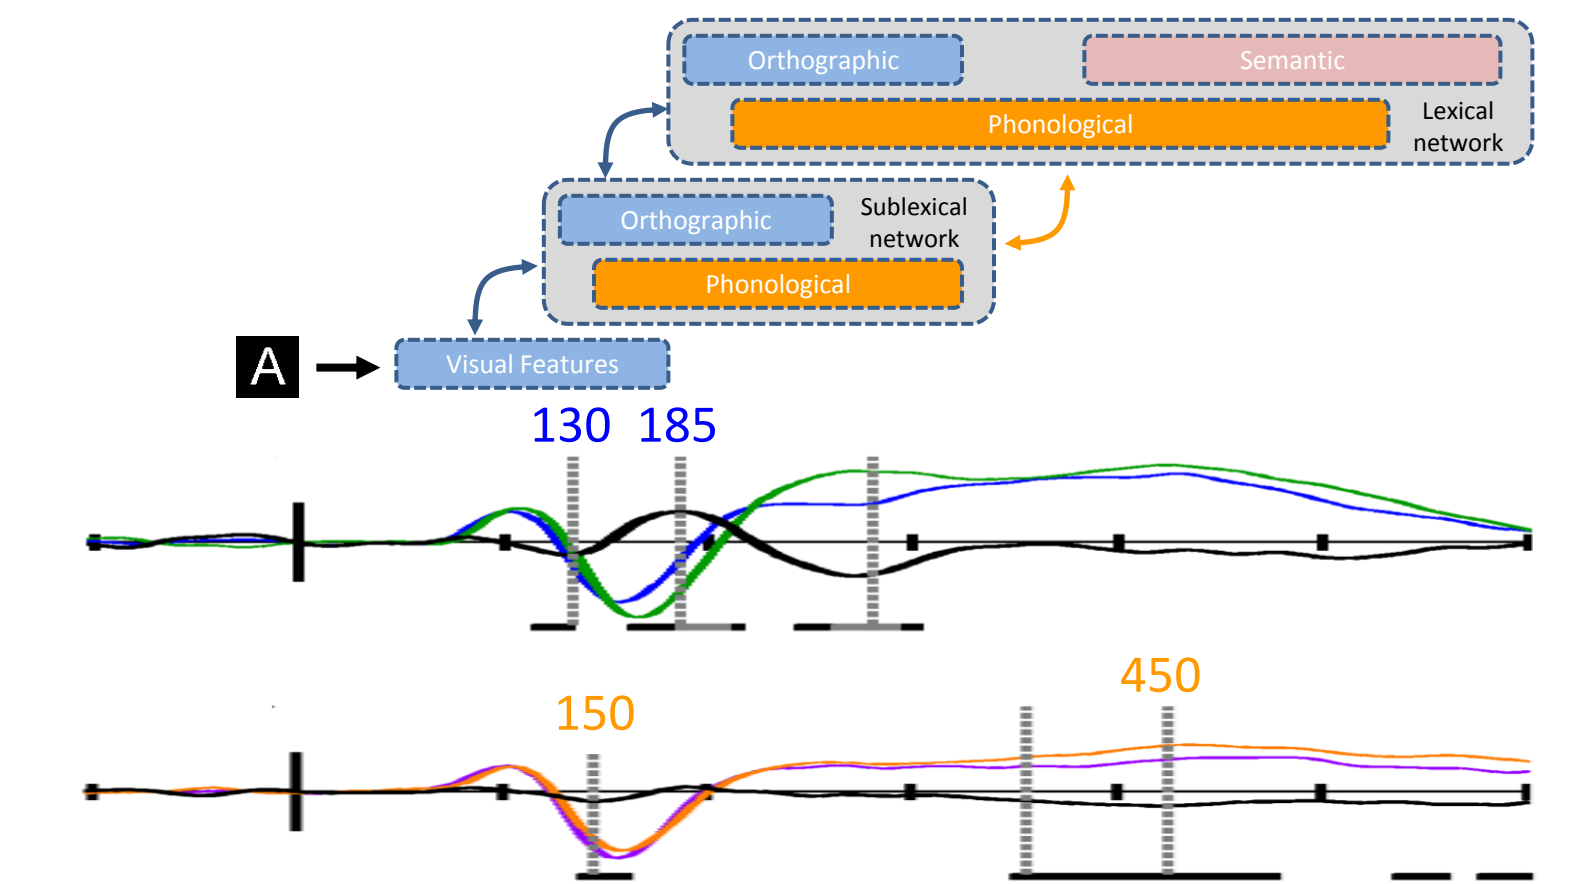 Orthographic
Semantic
Phonological
Lexical
network
Orthographic
Sublexical
network
Phonological
A
Visual Features
130
185
450
150